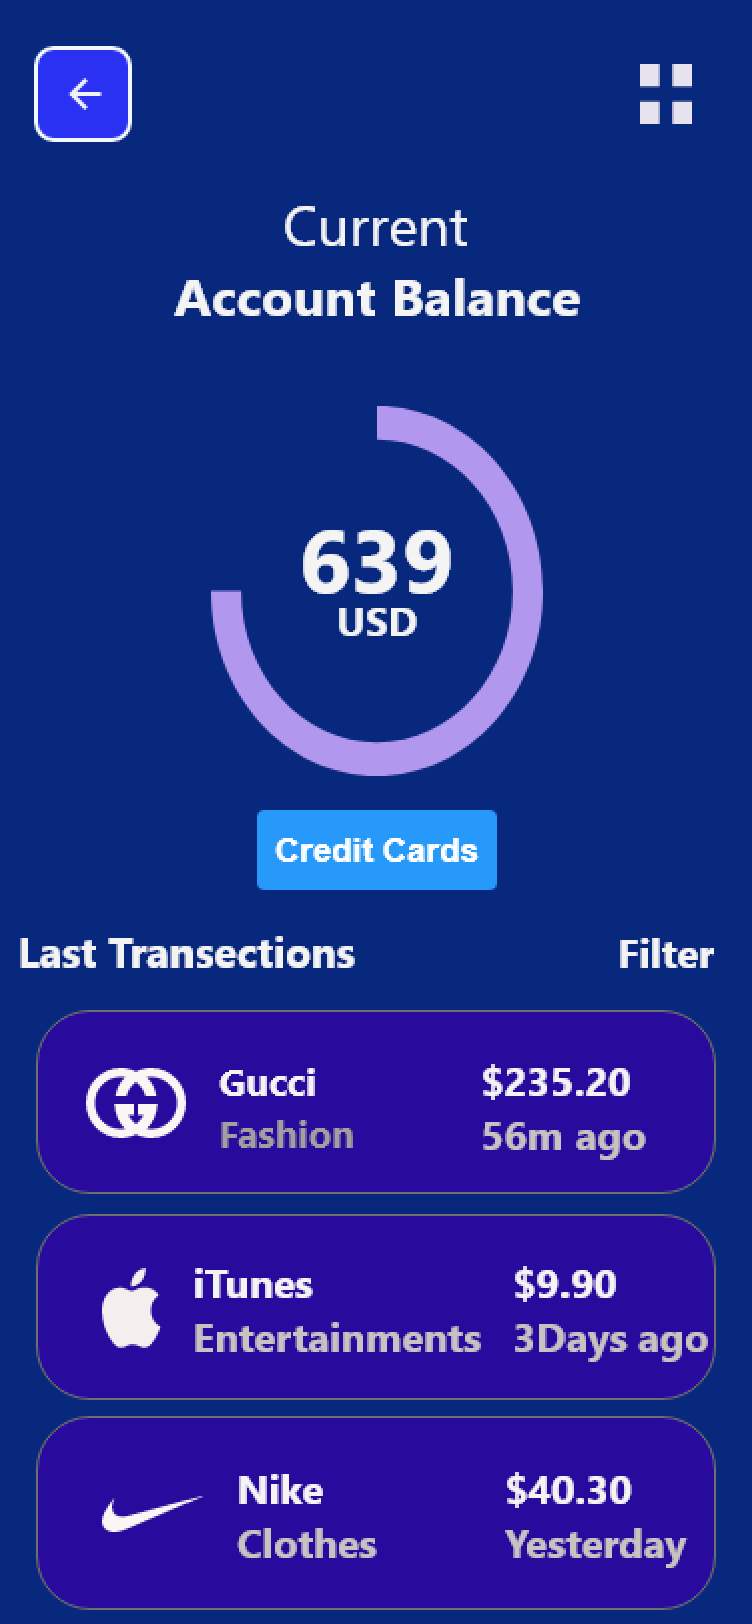 Current
Account Balance
639
USD
Credit Cards
Last Transections Filter
Gucci $235.20
Fashion 56m ago
iTunes $9.90
Entertainments 3Days ago
Nike $40.30
Clothes Yesterday